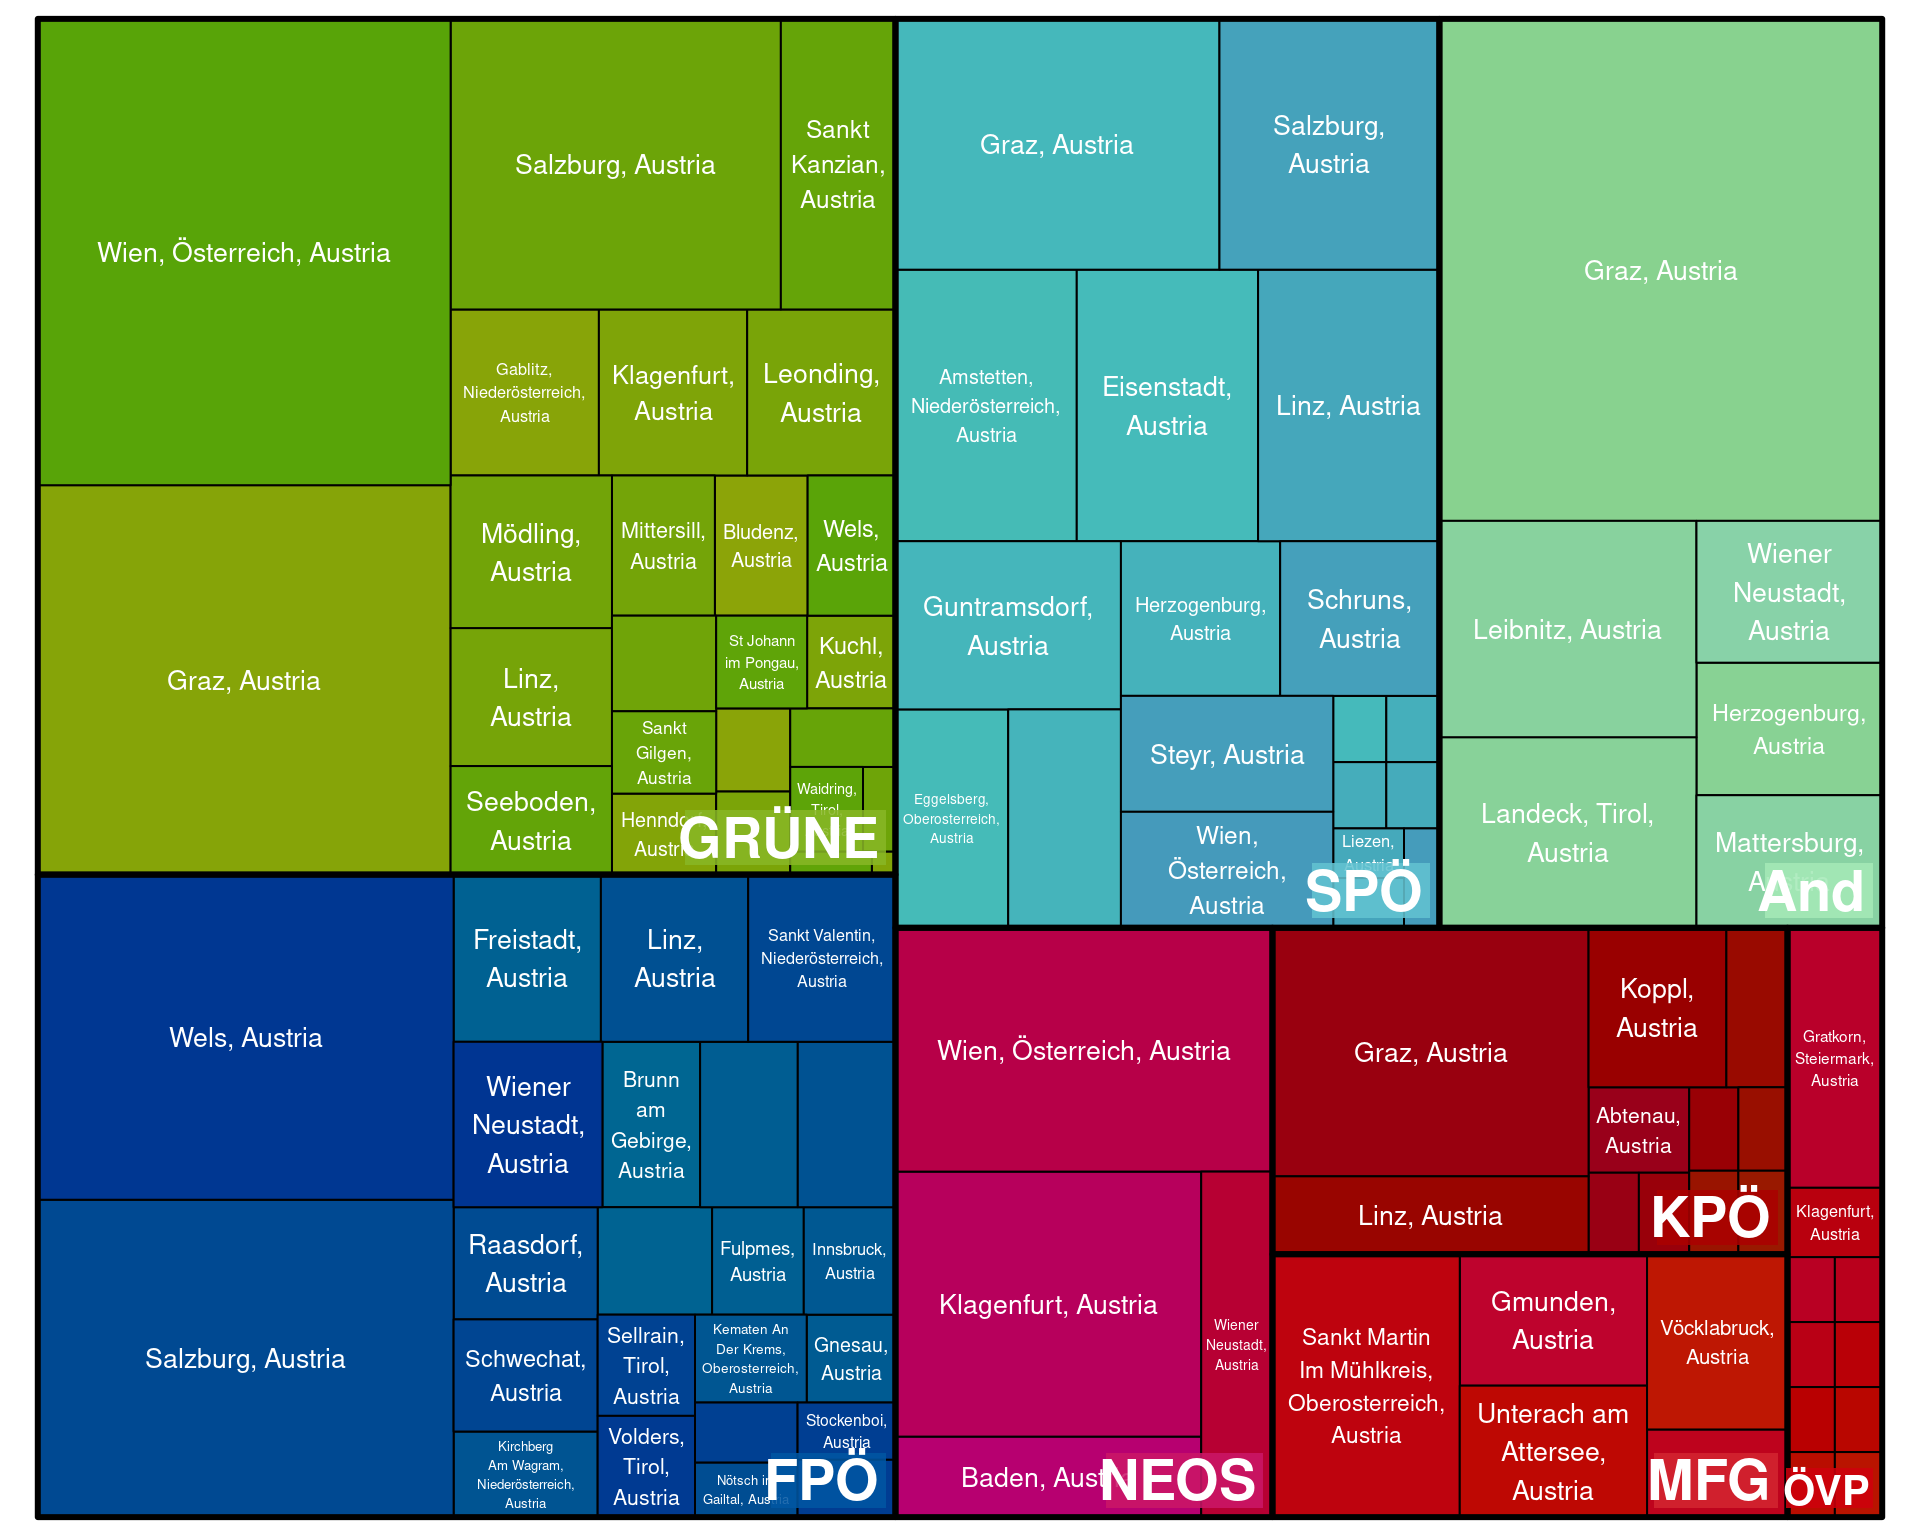 Wien, Österreich, Austria
Graz, Austria
Salzburg, Austria
Sankt
Kanzian,
Austria
Gablitz,
Niederösterreich,
Austria
Klagenfurt,
Austria
Leonding,
Austria
Mödling,
Austria
Mittersill,
Austria
Bludenz,
Austria
Wels,
Austria
Linz,
Austria
St Johann
im Pongau,
Austria
Kuchl,
Austria
Sankt
Gilgen,
Austria
Seeboden,
Austria
Waidring,
Tirol,
GRÜNE
Graz, Austria
Salzburg,
Austria
Amstetten,
Niederösterreich,
Austria
Eisenstadt,
Austria
Linz, Austria
Guntramsdorf,
Austria
Herzogenburg,
Austria
Schruns,
Austria
Eggelsberg,
Oberosterreich,
Austria
Steyr, Austria
Wien,
Österreich,
Austria
Liezen,
Austria
SPÖ
Graz, Austria
Leibnitz, Austria
Wiener
Neustadt,
Austria
Herzogenburg,
Austria
Landeck, Tirol,
Austria
Mattersburg,
And
Wels, Austria
Salzburg, Austria
Freistadt,
Austria
Linz,
Austria
Sankt Valentin,
Niederösterreich,
Austria
Wiener
Neustadt,
Austria
Brunn
am
Gebirge,
Austria
Raasdorf,
Austria
Fulpmes,
Austria
Innsbruck,
Austria
Schwechat,
Austria
Sellrain,
Tirol,
Austria
Kematen An
Der Krems,
Oberosterreich,
Austria
Gnesau,
Austria
Kirchberg
Am Wagram,
Niederösterreich,
Austria
Volders,
Tirol,
Austria
Stockenboi,
Austria
Nötsch im
Gailtal, Austria
FPÖ
Wien, Österreich, Austria
Klagenfurt, Austria
Wiener
Neustadt,
Austria
Baden, Austria
NEOS
Graz, Austria
Koppl,
Austria
Abtenau,
Austria
Linz, Austria
KPÖ
Sankt Martin
Im Mühlkreis,
Oberosterreich,
Austria
Gmunden,
Austria
Vöcklabruck,
Austria
Unterach am
Attersee,
Austria
MFG
Gratkorn,
Steiermark,
Austria
Klagenfurt,
Austria
ÖVP